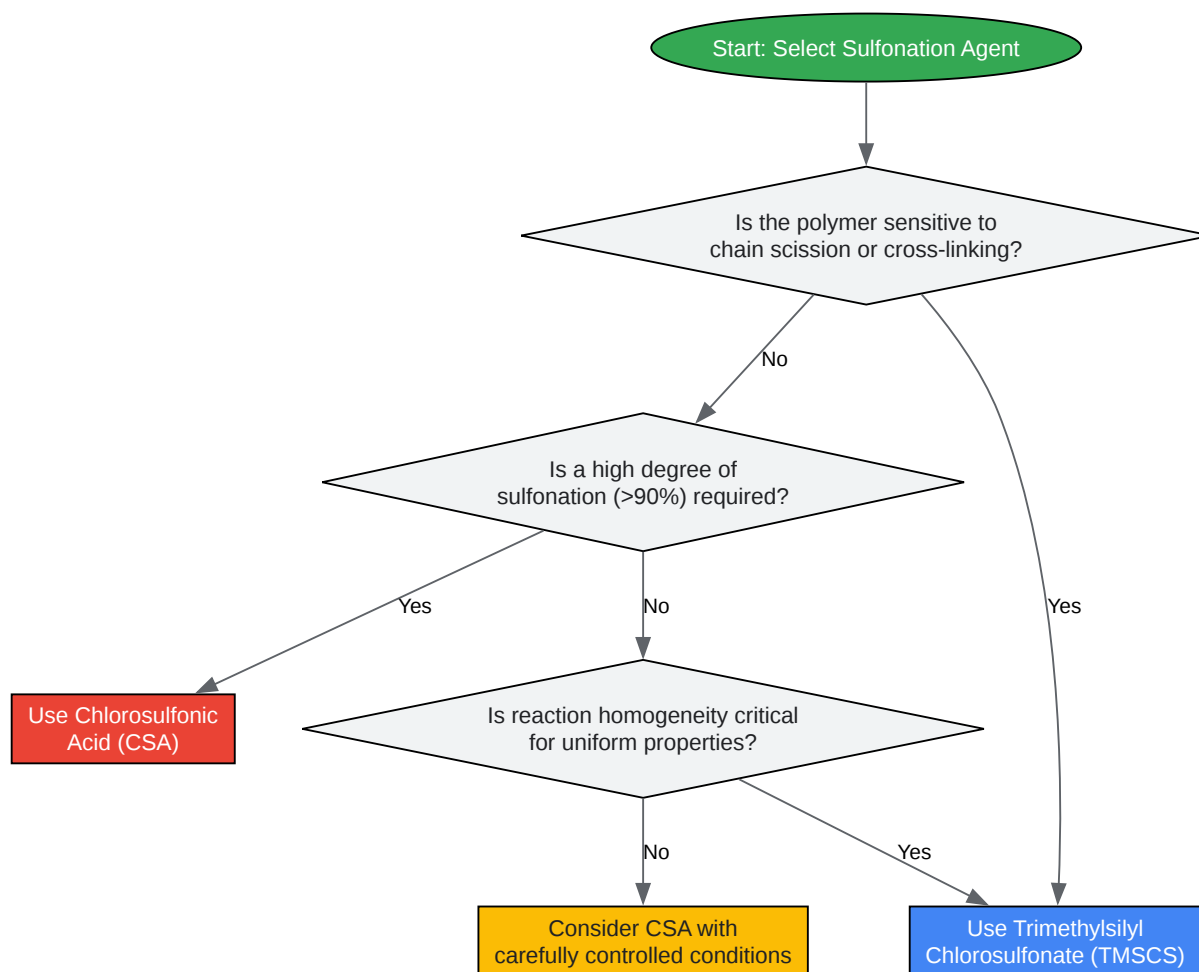 Start: Select Sulfonation Agent
Is the polymer sensitive to
chain scission or cross-linking?
No
Is a high degree of
sulfonation (>90%) required?
Yes
No
Yes
Use Chlorosulfonic
Acid (CSA)
Is reaction homogeneity critical
for uniform properties?
No
Yes
Consider CSA with
carefully controlled conditions
Use Trimethylsilyl
Chlorosulfonate (TMSCS)